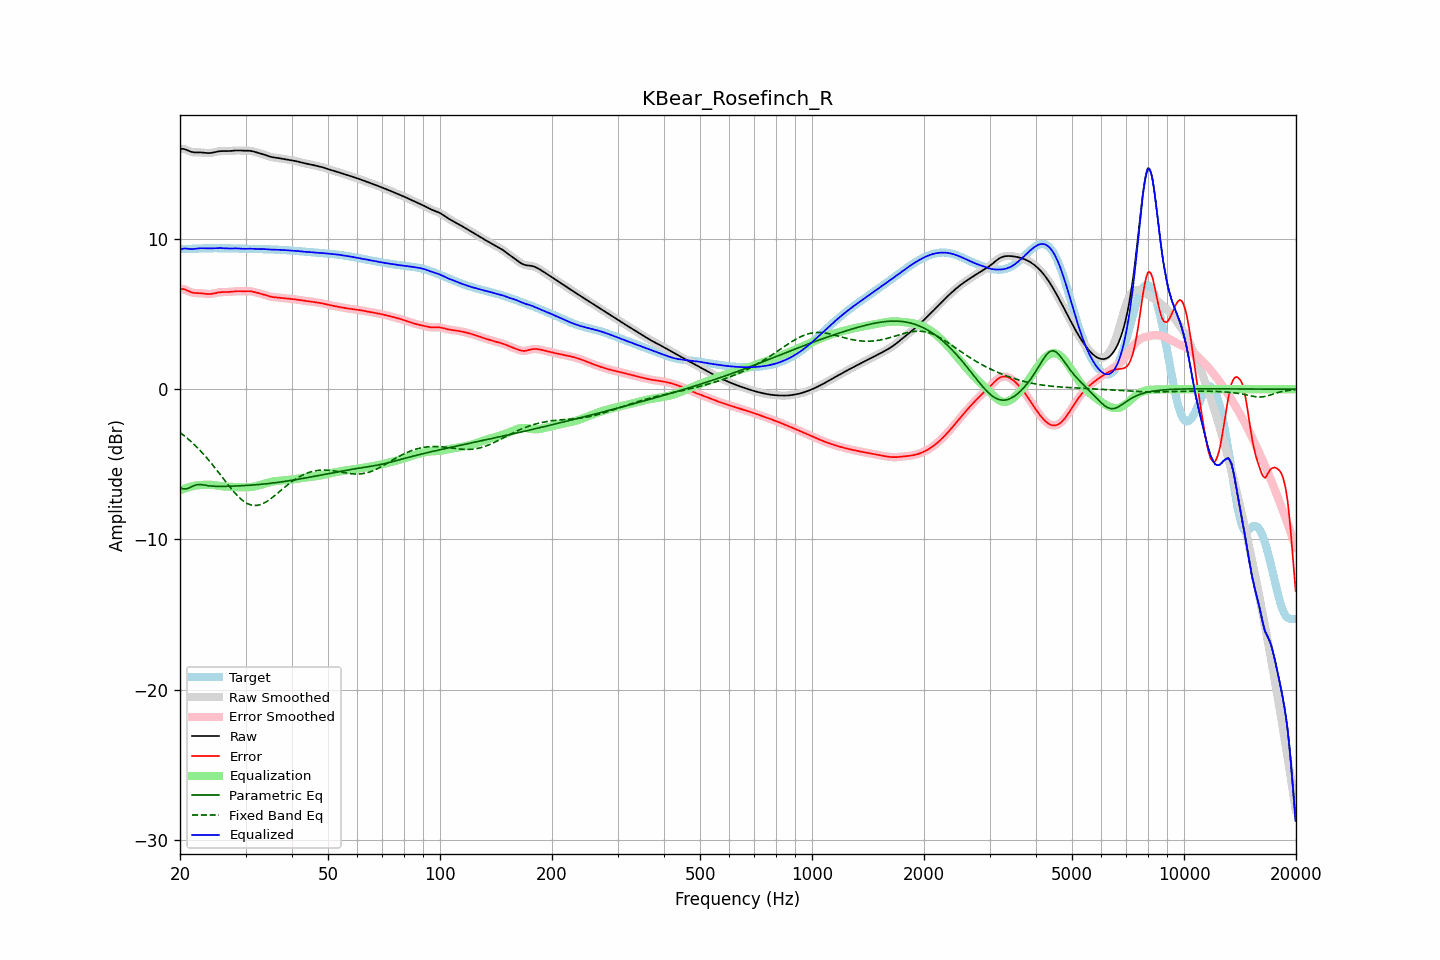 KBear_Rosefinch_R
Amplitude (dBr)
10
0
−10
−20
−30
Target
Raw Smoothed
Error Smoothed
Raw
Error
Equalization
Parametric Eq
Fixed Band Eq
Equalized
20 50 100 200 500 1000 2000 5000 10000 20000
Frequency (Hz)